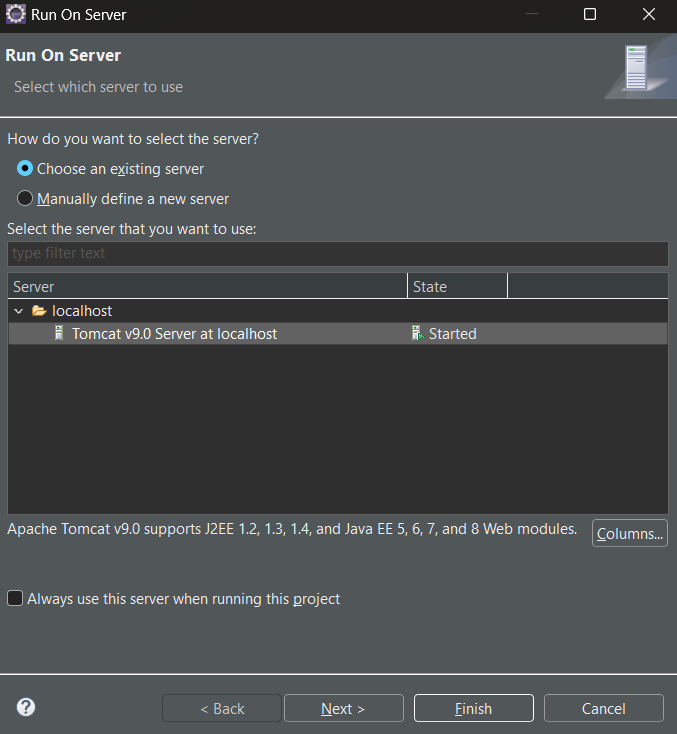 Run On Server
Run On Server
Select which server to use
How do you want to select the server?
Choose an existing server
Manually define a new server
Select the server that you want to use:
type filter text
Server State
localhost
Tomcat v9.0 Server at localhost Started
Apache Tomcat v9.0 supports J2EE 1.2, 1.3, 1.4, and Java EE 5, 6, 7, and 8 Web modules.
Columns...
Always use this server when running this project
? < Back Next > Finish Cancel